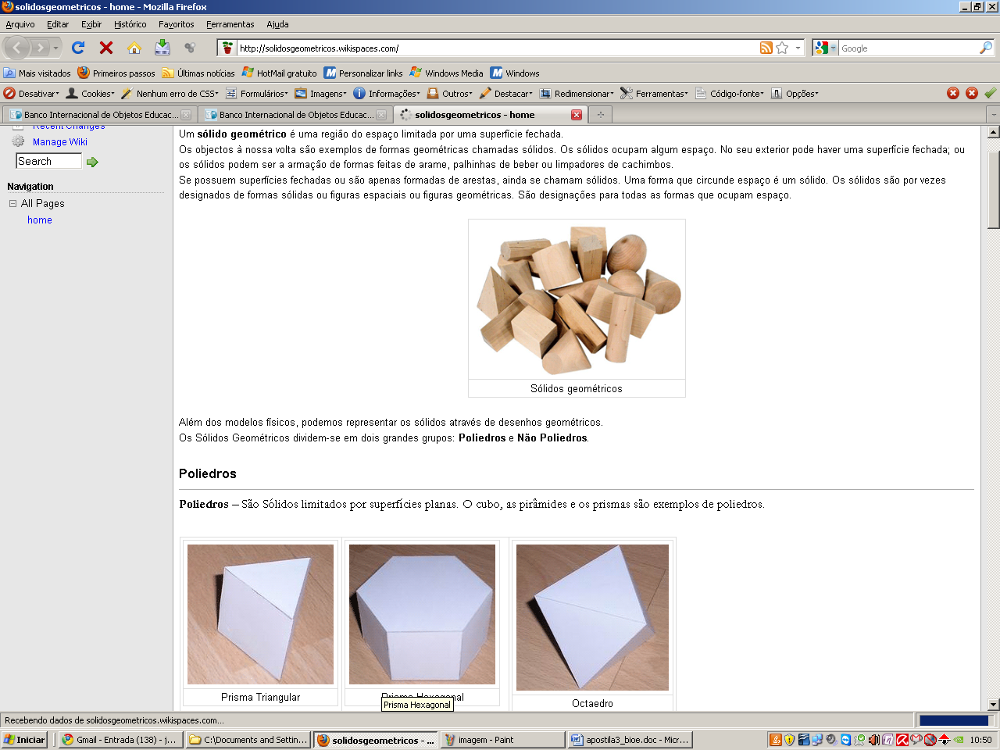 solidosgeometricos - home - Mozilla Firefox
Arquivo Editar Exibir Histórico Favoritos Ferramentas Ajuda
http://solidosgeometricos.wikispaces.com/
Google
Mais visitados Primeiros passos Últimas notícias HotMail gratuito Personalizar links Windows Media Windows
Desativar Cookies Nenhum erro de CSS Formulários Imagens Informações Outros Destacar Redimensionar Ferramentas Código-fonte Opções
Banco Internacional de Objetos Educac... Banco Internacional de Objetos Educac... solidosgeometricos - home
Recent Changes
Manage Wiki
Search
Navigation
All Pages
home
Um sólido geométrico é uma região do espaço limitada por uma superfície fechada.
Os objectos à nossa volta são exemplos de formas geométricas chamadas sólidos. Os sólidos ocupam algum espaço. No seu exterior pode haver uma superfície fechada; ou
os sólidos podem ser a armação de formas feitas de arame, palhinhas de beber ou limpadores de cachimbos.
Se possuem superfícies fechadas ou são apenas formadas de arestas, ainda se chamam sólidos. Uma forma que circunde espaço é um sólido. Os sólidos são por vezes
designados de formas sólidas ou figuras espaciais ou figuras geométricas. São designações para todas as formas que ocupam espaço.
Sólidos geométricos
Além dos modelos físicos, podemos representar os sólidos através de desenhos geométricos.
Os Sólidos Geométricos dividem-se em dois grandes grupos: Poliedros e Não Poliedros.
Poliedros
Poliedros – São Sólidos limitados por superfícies planas. O cubo, as pirâmides e os prismas são exemplos de poliedro.
Prisma Triangular
Prisma Hexagonal
Prisma Hexagonal
Octaedro
Recebendo dados de solidosgeometricos.wikispaces.com...
Iniciar Gmail - Entrada (138) - j... C:\Documents and Settin... solidosgeometricos - ... imagem - Paint apostila3_bioe.doc - Micr... 10:50